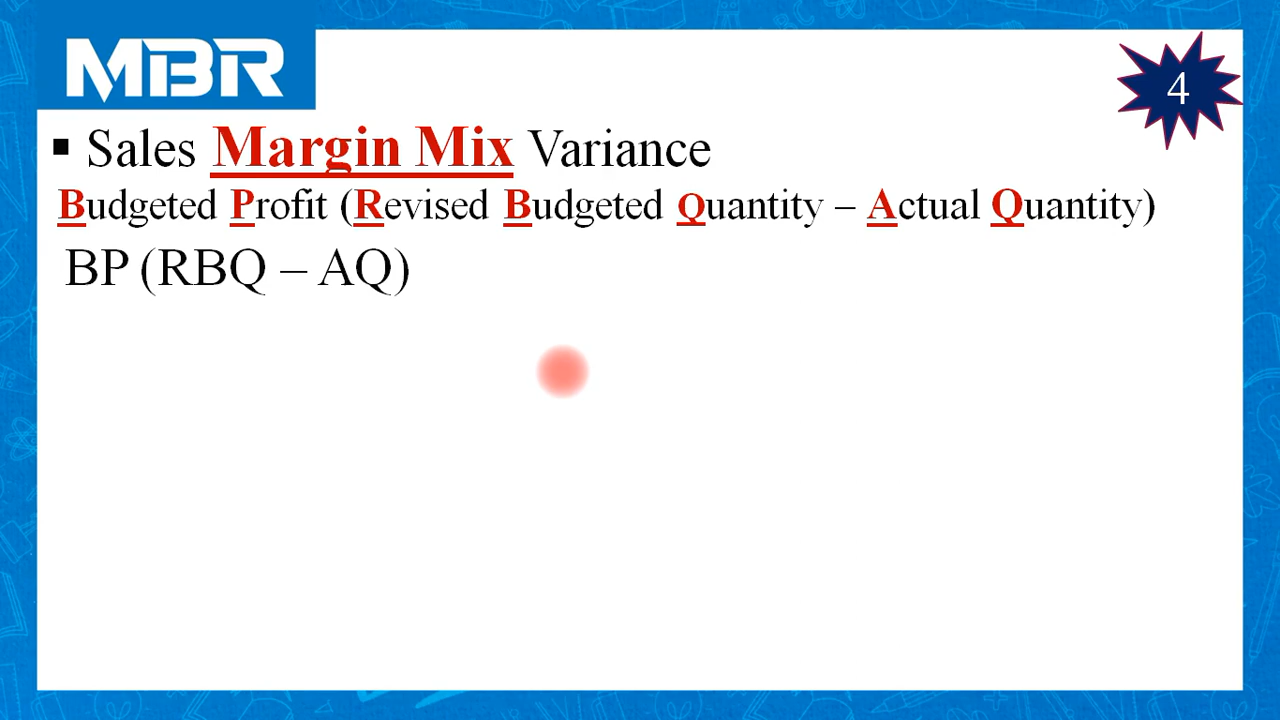 MBR
4
▪ Sales Margin Mix Variance
Budgeted Profit (Revised Budgeted Quantity – Actual Quantity)
BP (RBQ – AQ)